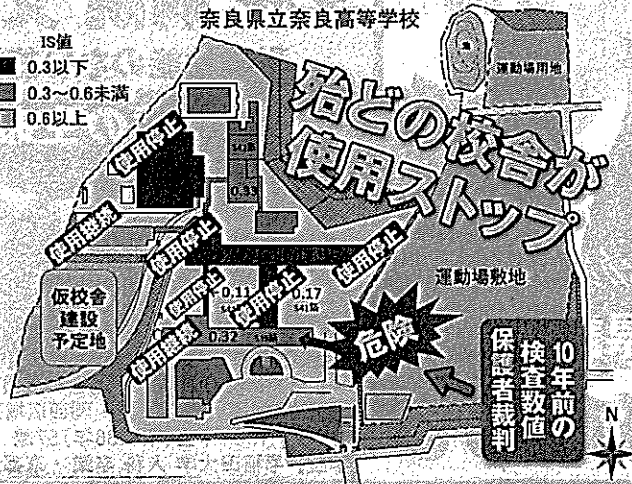 奈良県立奈良高等学校
IS値
0.3以下
0.3～0.6未満
0.6以上
運動場用地
殆どの校舎が
使用ストップ
使用停止
0.33
使用継続
使用停止
使用停止
使用停止
使用停止
運動場敷地
仮校舎
建設
予定地
0.11
0.17
S41築
0.32
使用継続
危険
10年前の
検査数値
保護者裁判
N